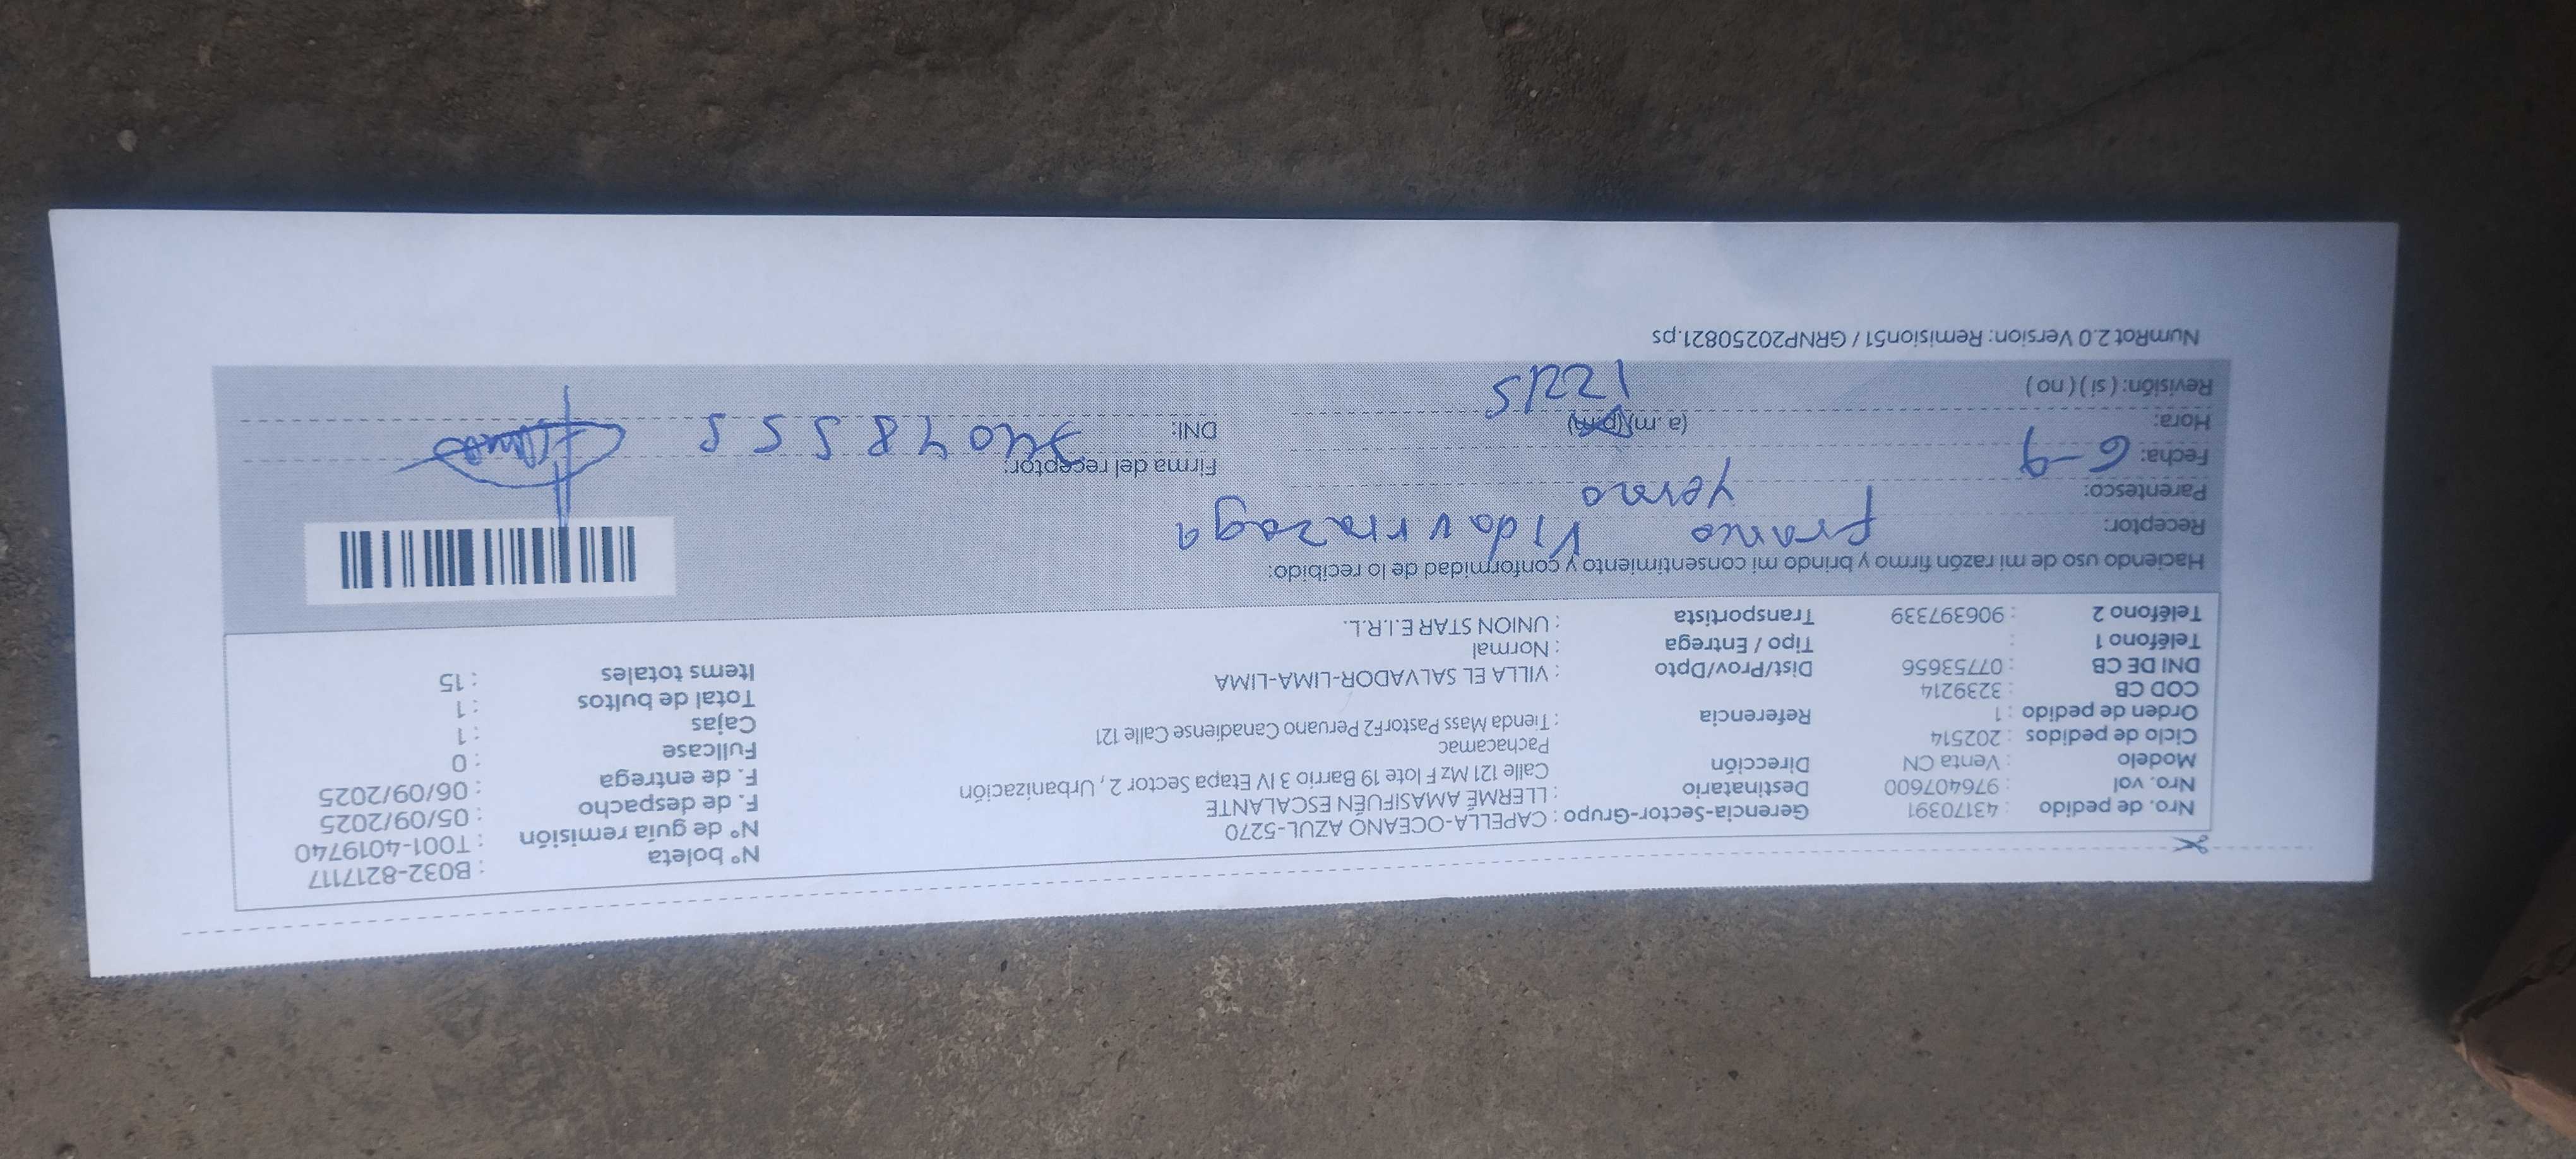 Nro. de pedido : 43170391 Gerencia-Sector-Grupo : CAPELLA-OCEANO AZUL-5270 N° boleta : B032-8217117
Nro. vol : 976407600 Destinatario : LLERMÉ AMASIFUÉN ESCALANTE N° de guía remisión : T001-4019740
Modelo : Venta CN Dirección Calle 121 Mz F lote 19 Barrio 3 IV Etapa Sector 2 , Urbanización F. de despacho : 05/09/2025
Ciclo de pedidos : 202514 Pachacamac F. de entrega : 06/09/2025
Orden de pedido : 1 Referencia : Tienda Mass PastorF2 Peruano Canadiense Calle 121 Fullcase : 0
COD CB : 3239214 Cajas : 1
DNI DE CB : 07753656 Dist/Prov/Dpto : VILLA EL SALVADOR-LIMA-LIMA Total de bultos : 1
Teléfono 1 : Tipo / Entrega : Normal Items totales : 15
Teléfono 2 : 906397339 Transportista : UNION STAR E.I.R.L.
Haciendo uso de mi razón firmo y brindo mi consentimiento y conformidad de lo recibido:
Receptor: franco Vidaurrazaga
Parentesco: yerno
Fecha: 6-9 Firma del receptor:
Hora: (a.m)(p.m) DNI:
Revisión: ( si ) ( no )
NumRot 2.0 Version: Remision51 / GRNP20250821.ps